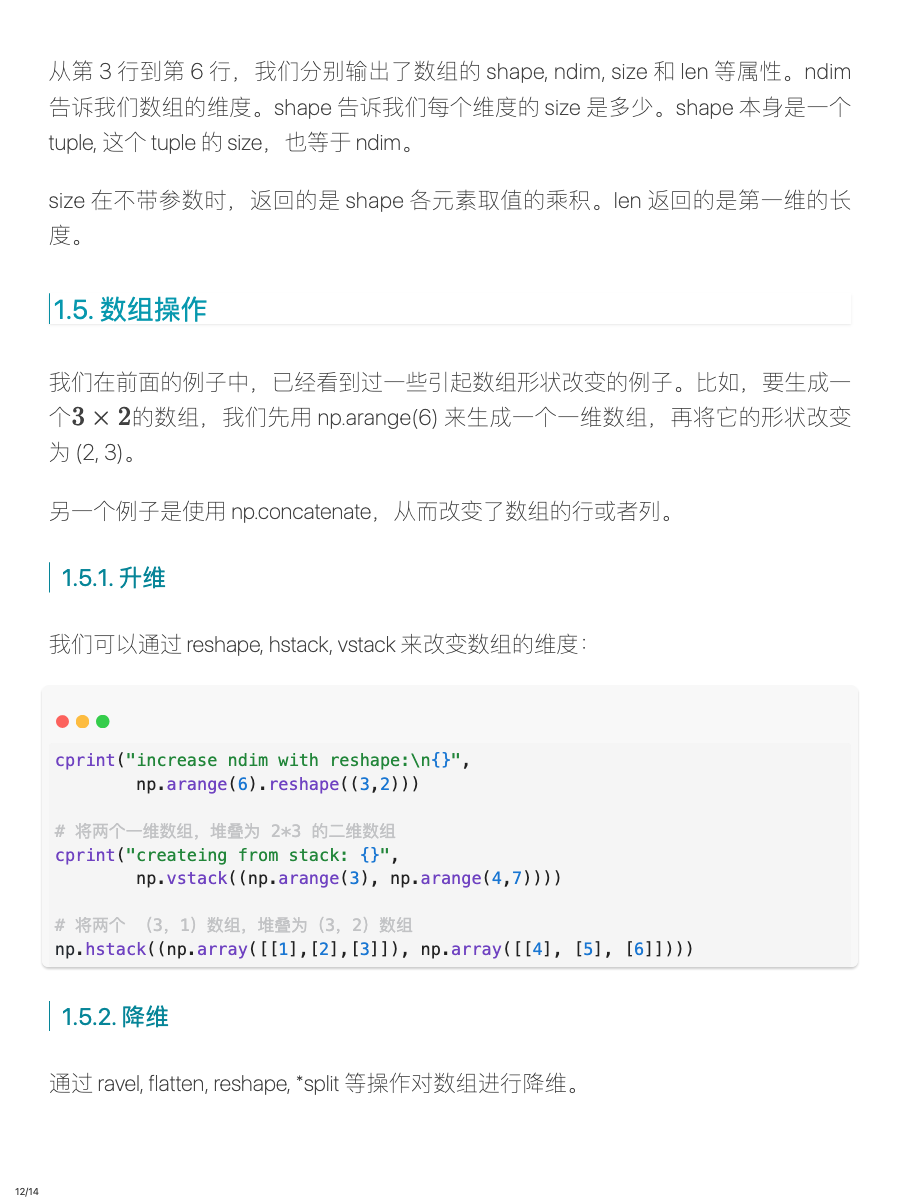 从第 3 行到第 6 行，我们分别输出了数组的 shape, ndim, size 和 len 等属性。ndim
告诉我们数组的维度。shape 告诉我们每个维度的 size 是多少。shape 本身是一个
tuple, 这个 tuple 的 size，也等于 ndim。
size 在不带参数时，返回的是 shape 各元素取值的乘积。len 返回的是第一维的长
度。
1.5. 数组操作
我们在前面的例子中，已经看到过一些引起数组形状改变的例子。比如，要生成一
个3 × 2的数组，我们先用 np.arange(6) 来生成一个一维数组，再将它的形状改变
为 (2, 3)。
另一个例子是使用 np.concatenate，从而改变了数组的行或者列。
1.5.1. 升维
我们可以通过 reshape, hstack, vstack 来改变数组的维度：
cprint("increase ndim with reshape:\n{}",
        np.arange(6).reshape((3,2)))
# 将两个一维数组，堆叠为 2*3 的二维数组
cprint("createing from stack: {}",
        np.vstack((np.arange(3), np.arange(4,7))))
# 将两个 （3，1）数组，堆叠为（3，2）数组
np.hstack((np.array([[1],[2],[3]]), np.array([[4], [5], [6]])))
1.5.2. 降维
通过 ravel, flatten, reshape, *split 等操作对数组进行降维。
12/14